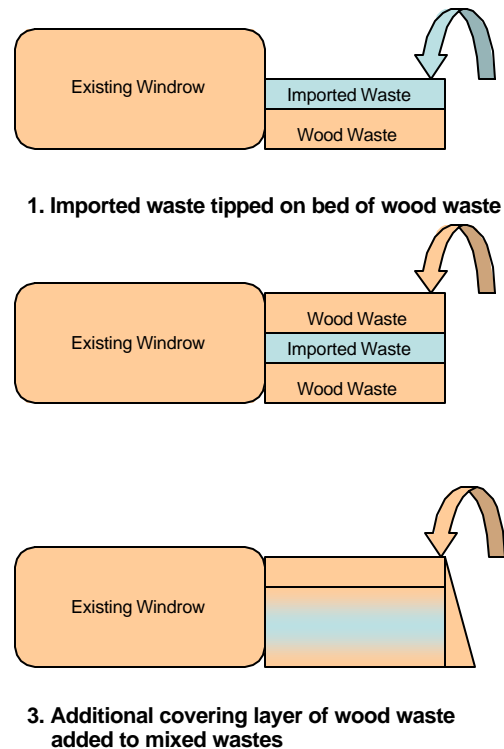 Existing Windrow
Imported Waste
Wood Waste
1. Imported waste tipped on bed of wood waste
Wood Waste
Existing Windrow
Imported Waste
Wood Waste
Existing Windrow
3. Additional covering layer of wood waste
added to mixed wastes